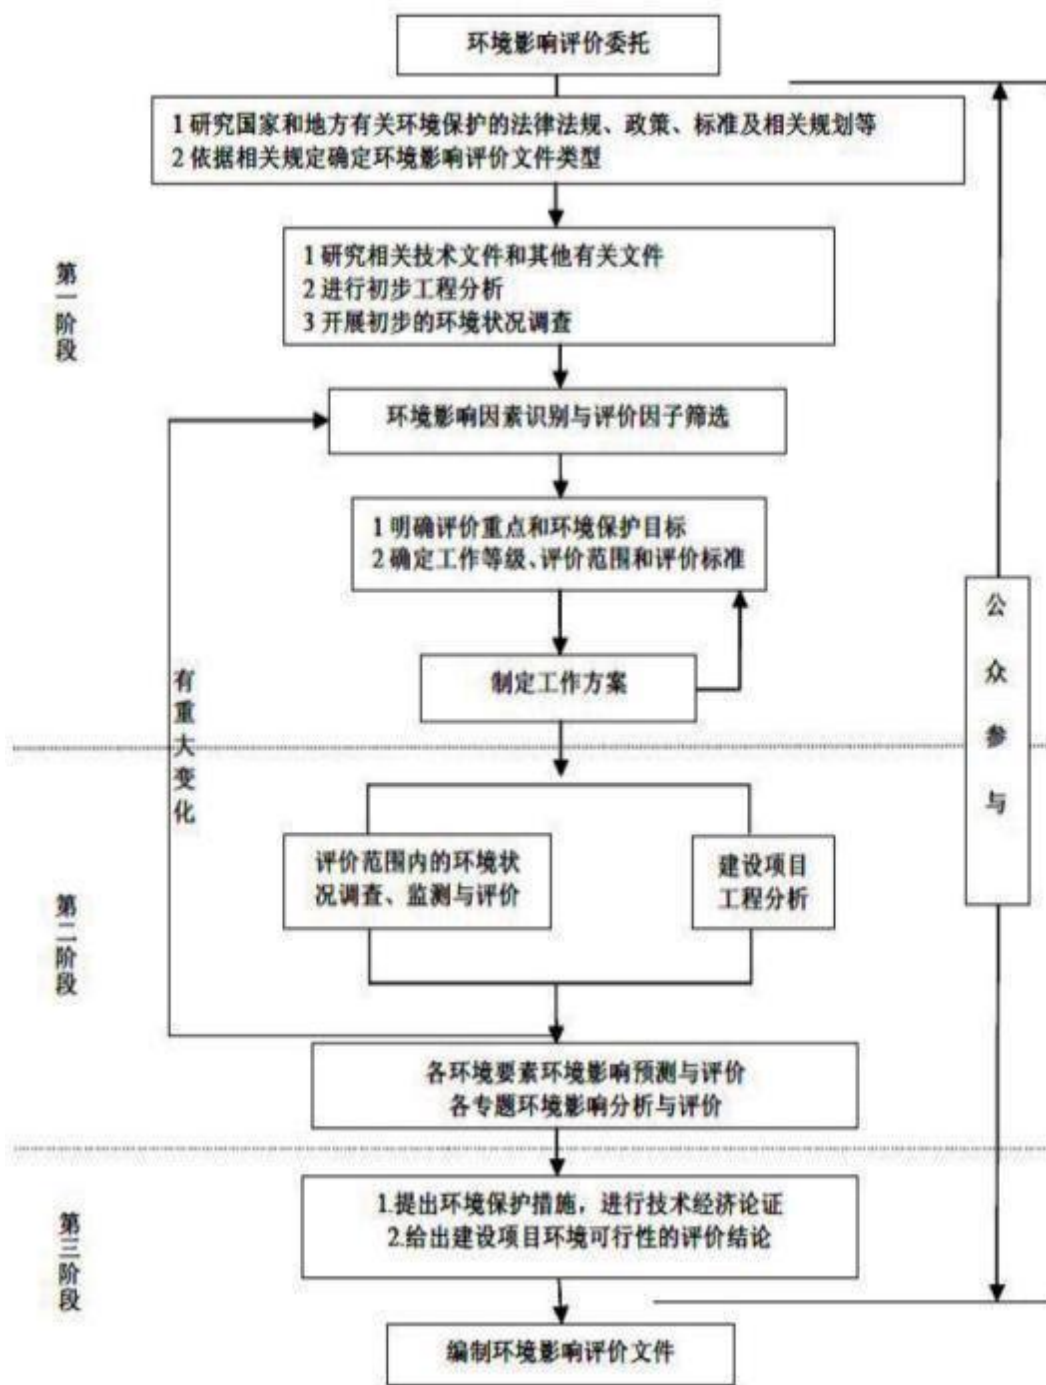 环境影响评价委托
1 研究国家和地方有关环境保护的法律法规、政策、标准及相关规划等
2 依据相关规定确定环境影响评价文件类型
第一阶段
1 研究相关技术文件和其他有关文件
2 进行初步工程分析
3 开展初步的环境状况调查
环境影响因素识别与评价因子筛选
1 明确评价重点和环境保护目标
2 确定工作等级、评价范围和评价标准
制定工作方案
有重大变化
公众参与
第二阶段
评价范围内的环境状
况调查、监测与评价
建设项目
工程分析
各环境要素环境影响预测与评价
各专题环境影响分析与评价
第三阶段
1.提出环境保护措施，进行技术经济论证
2.给出建设项目环境可行性的评价结论
编制环境影响评价文件